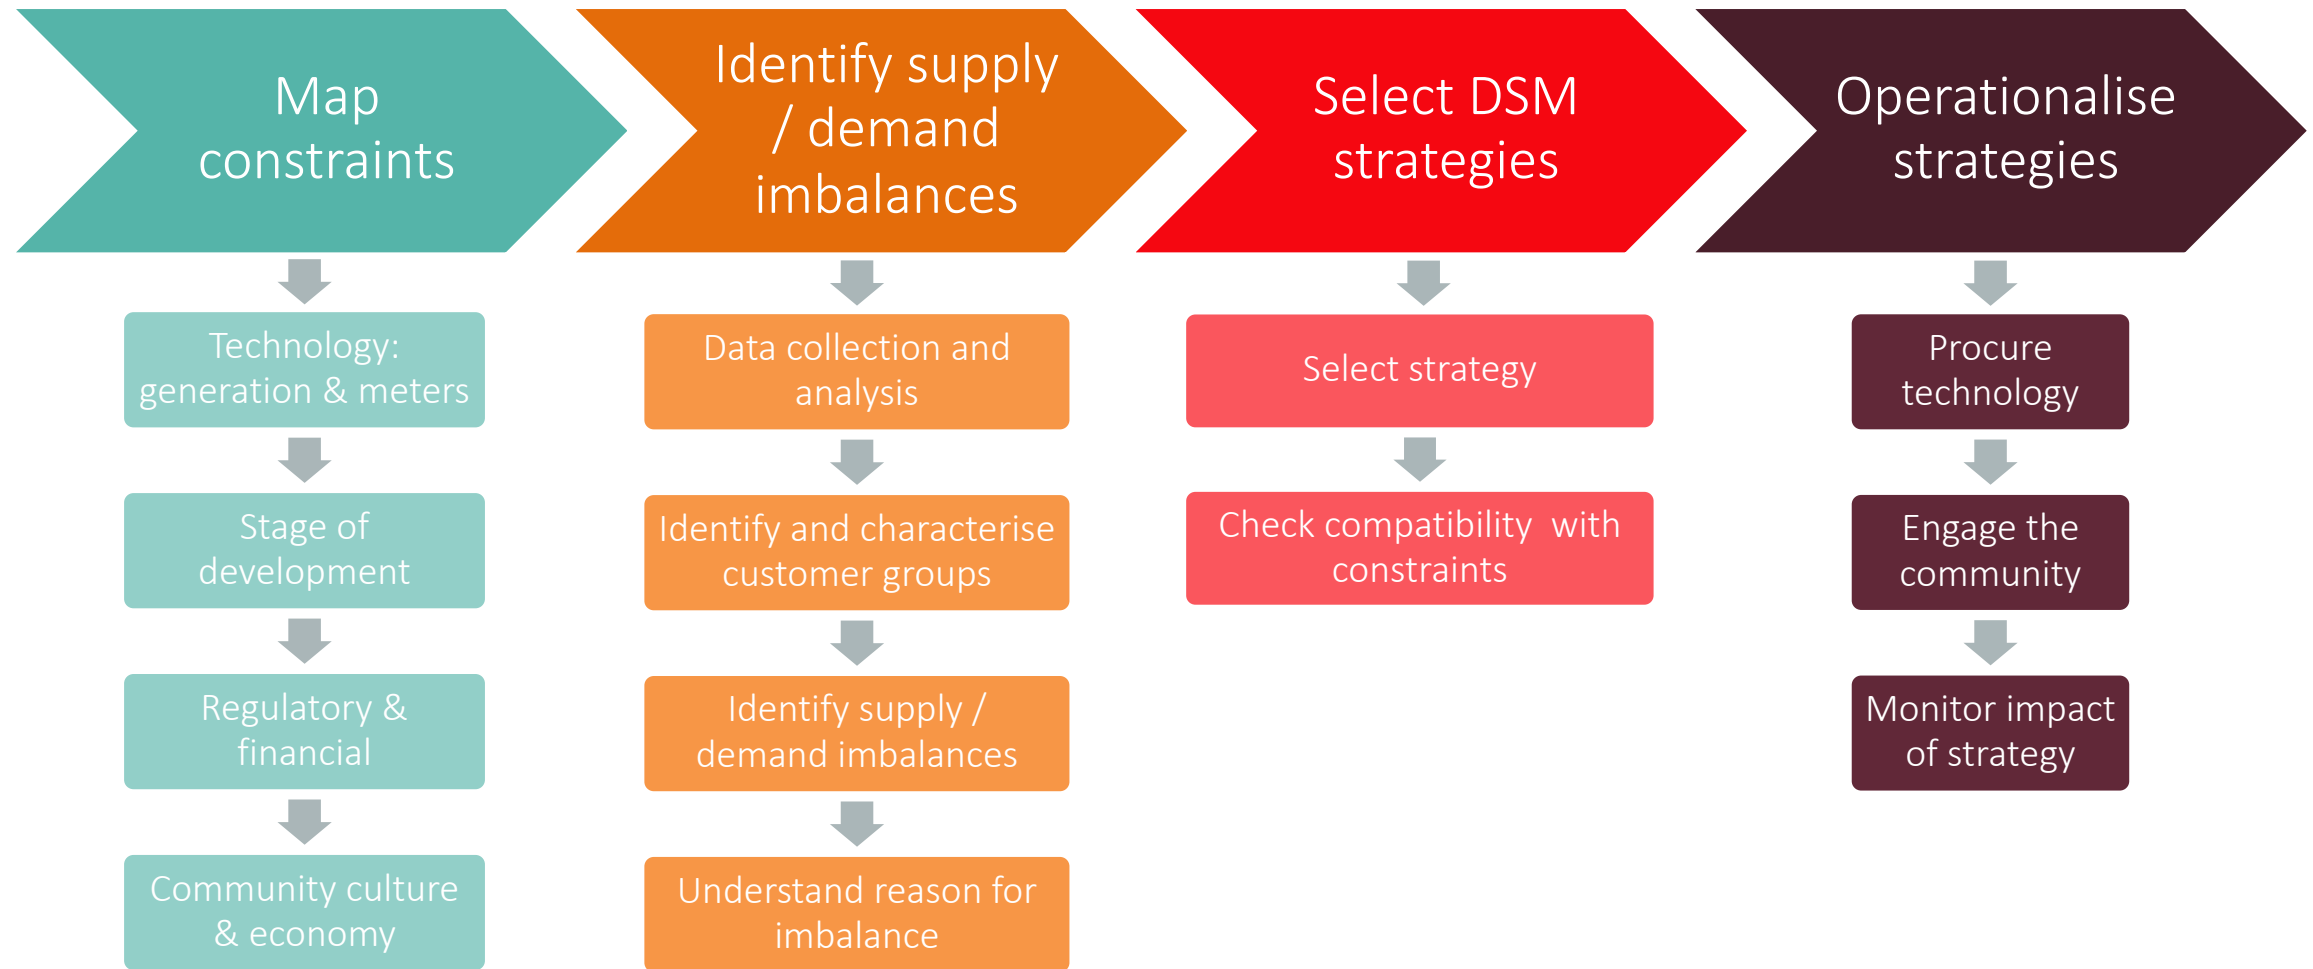 Map
constraints
Technology:
generation & meters
Stage of
development
Regulatory &
financial
Community culture
& economy
Identify supply
/ demand
imbalances
Data collection and
analysis
Identify and characterise
customer groups
Identify supply /
demand imbalances
Understand reason for
imbalance
Select DSM
strategies
Select strategy
Check compatibility  with
constraints
Operationalise
strategies
Procure
technology
Engage the
community
Monitor impact
of strategy